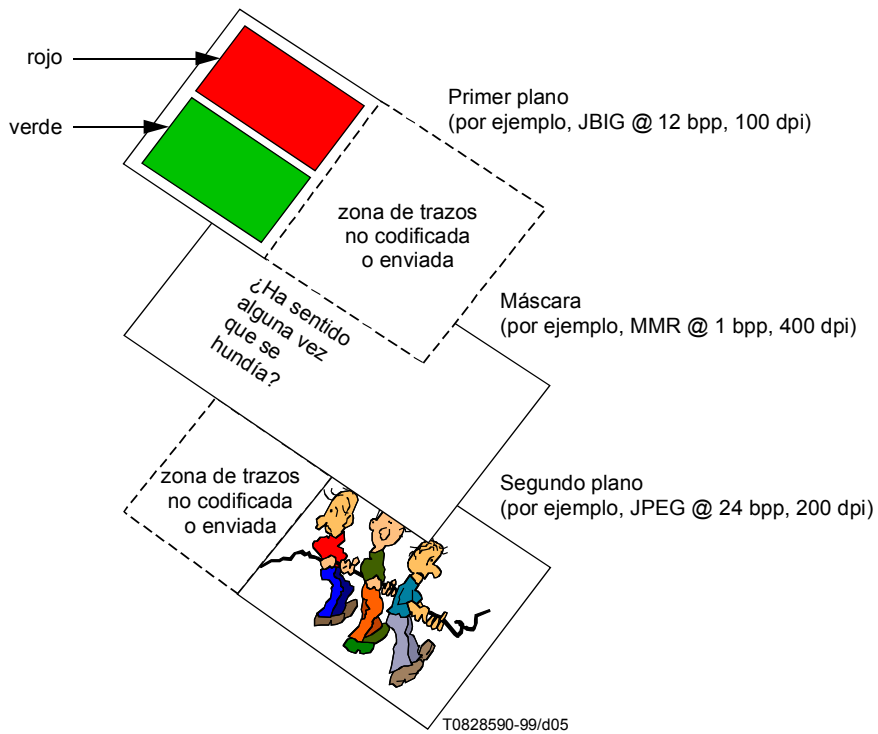 rojo
verde
Primer plano
(por ejemplo, JBIG @ 12 bpp, 100 dpi)
zona de trazos
no codificada
o enviada
¿Ha sentido
alguna vez
que se
hundía?
Máscara
(por ejemplo, MMR @ 1 bpp, 400 dpi)
zona de trazos
no codificada
o enviada
Segundo plano
(por ejemplo, JPEG @ 24 bpp, 200 dpi)
T0828590-99/d05